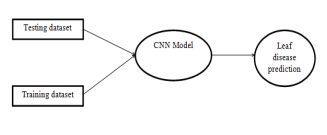 Testing dataset
CNN Model
Leaf
disease
prediction
Training dataset